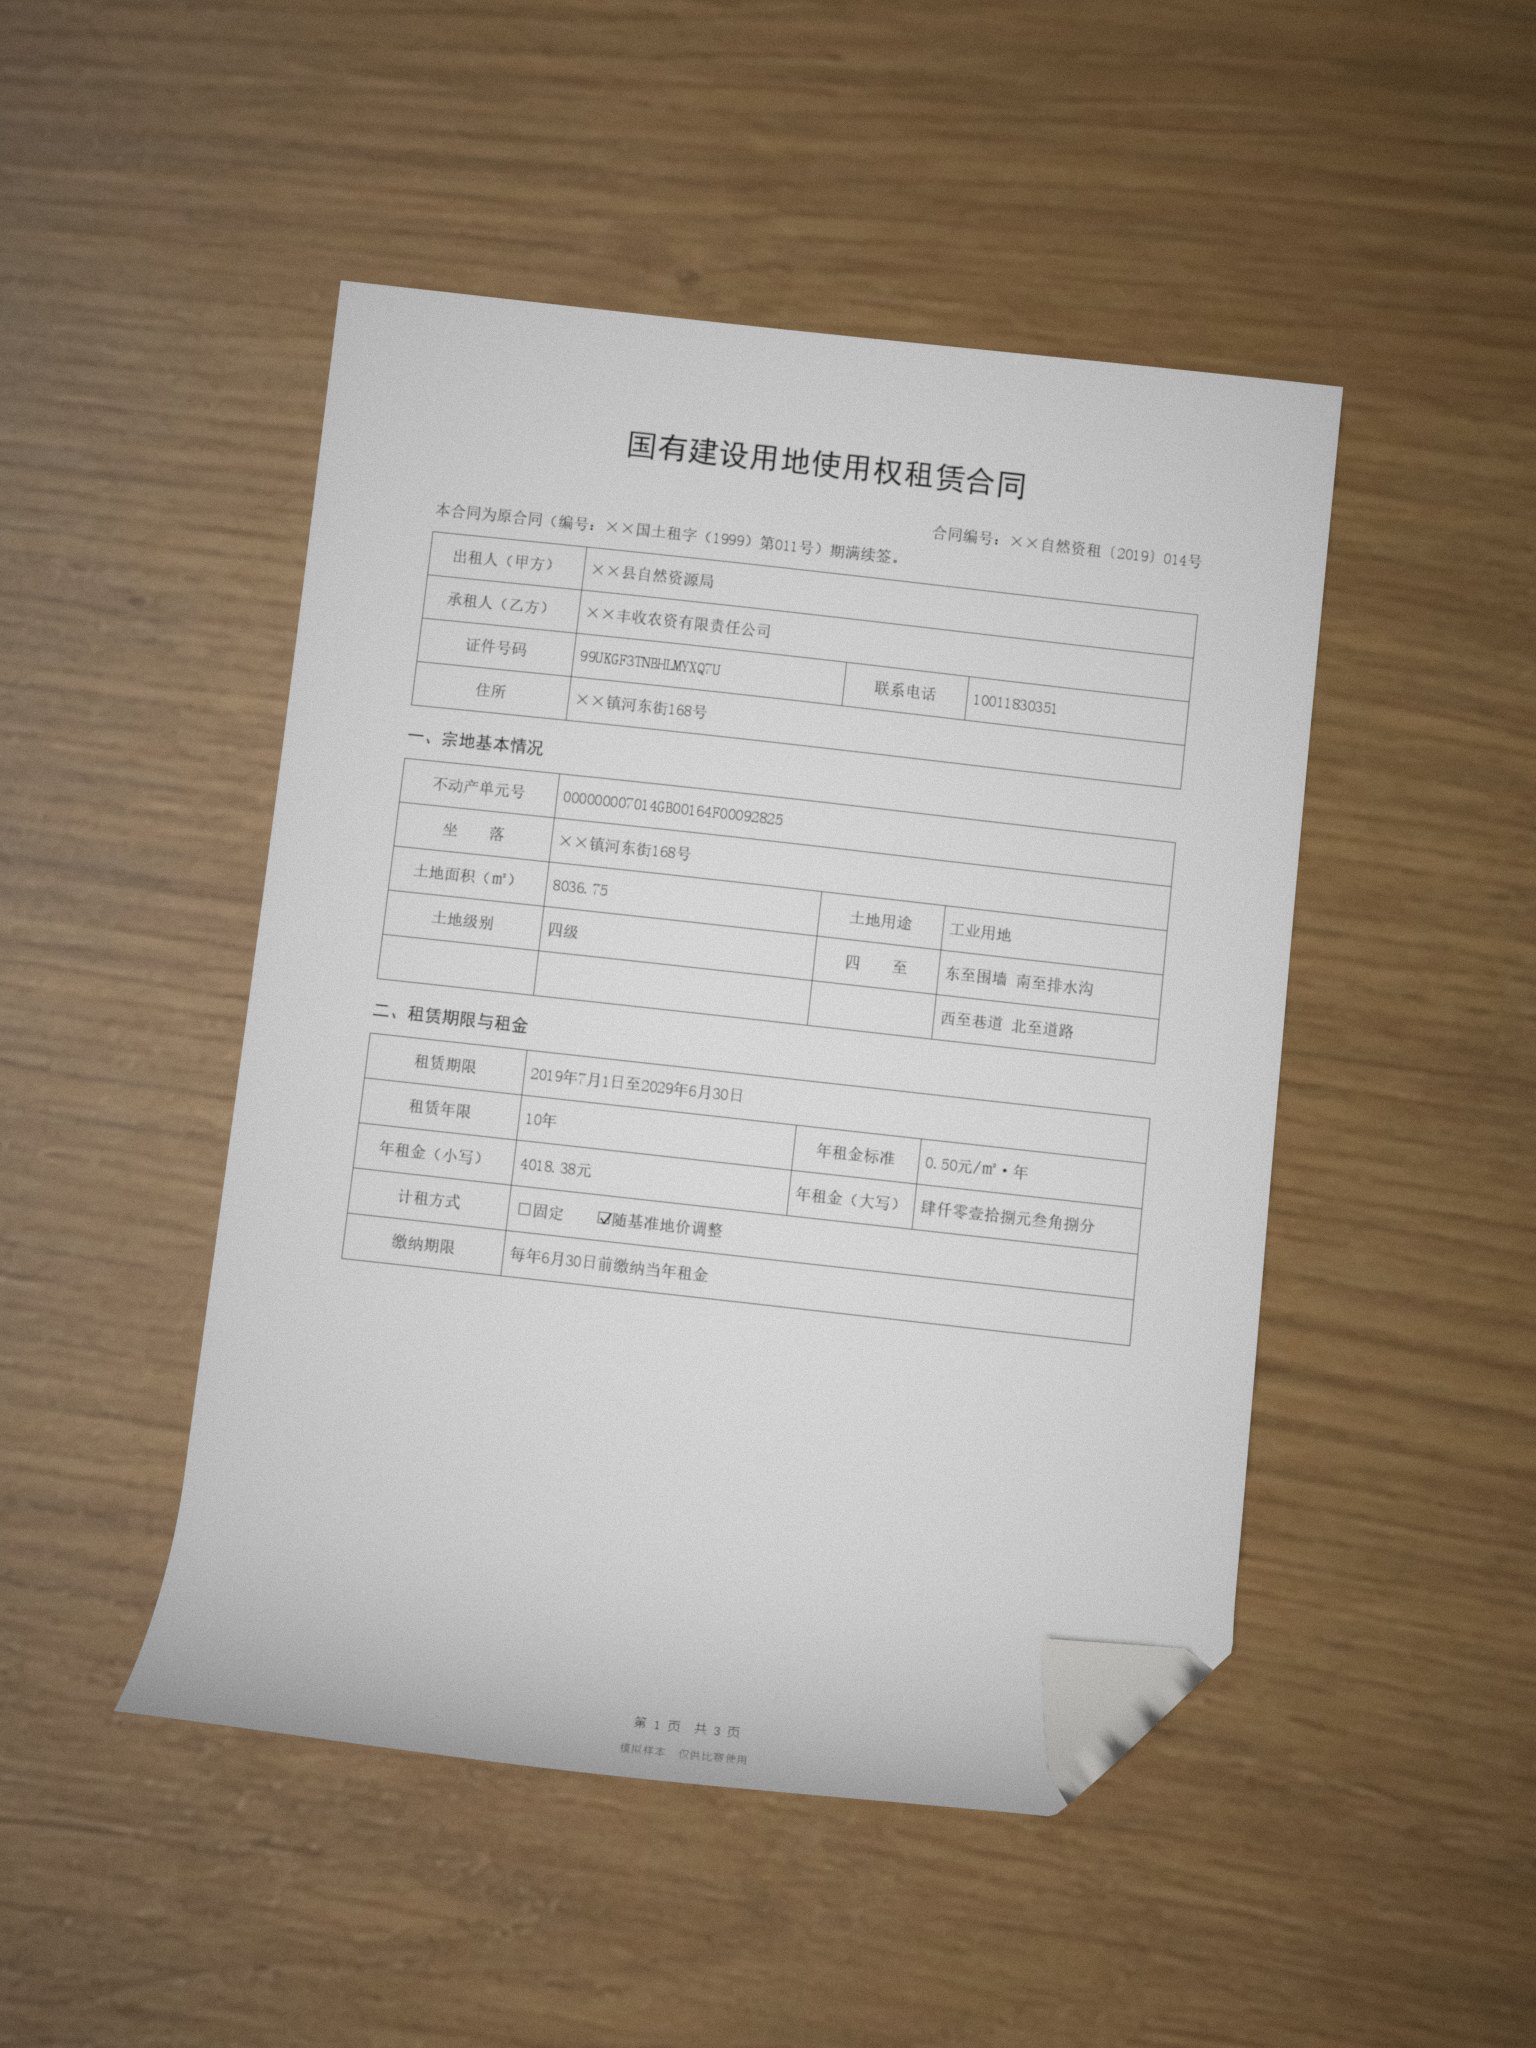 国有建设用地使用权租赁合同
合同编号：××自然资租〔2019〕014号
本合同为原合同（编号：××国土租字（1999）第011号）期满续签。
出租人（甲方） ××县自然资源局
承租人（乙方） ××丰收农资有限责任公司
证件号码 99UKGF3TNBHLMYXQ7U 联系电话 10011830351
住所 ××镇河东街168号
一、宗地基本情况
不动产单元号 000000007014GB00164F00092825
坐　　落 ××镇河东街168号
土地面积（㎡） 8036.75 土地用途 工业用地
土地级别 四级 四　　至 东至围墙 南至排水沟
西至巷道 北至道路
二、租赁期限与租金
租赁期限 2019年7月1日至2029年6月30日
租赁年限 10年 年租金标准 0.50元/㎡·年
年租金（小写） 4018.38元 年租金（大写） 肆仟零壹拾捌元叁角捌分
计租方式 □固定 ☑随基准地价调整
缴纳期限 每年6月30日前缴纳当年租金
第 1 页 共 3 页
模拟样本 仅供比赛使用